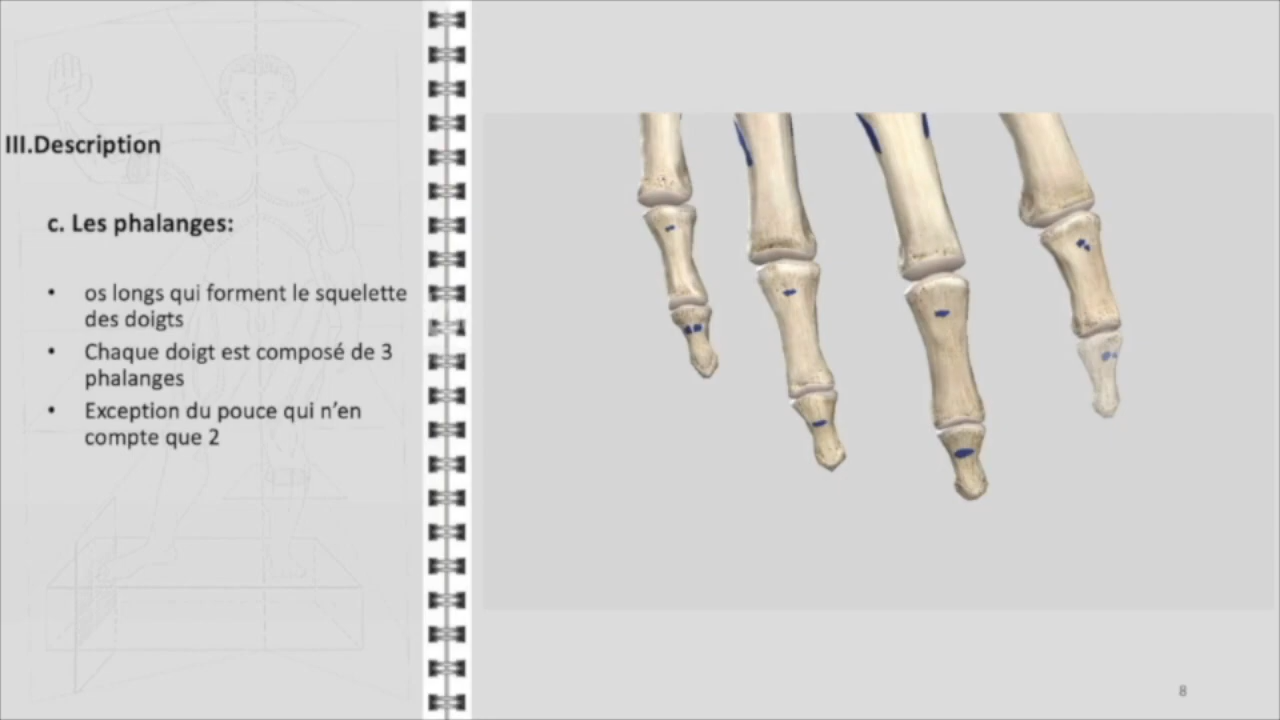 III.Description
c. Les phalanges:
• os longs qui forment le squelette
des doigts
• Chaque doigt est composé de 3
phalanges
• Exception du pouce qui n’en
compte que 2
8